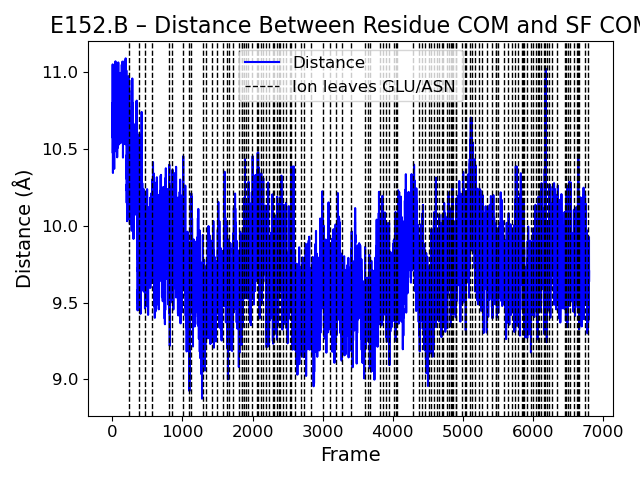 E152.B – Distance Between Residue COM and SF COM
Distance
Ion leaves GLU/ASN
Distance (Å)
11.0
10.5
10.0
9.5
9.0
0 1000 2000 3000 4000 5000 6000 7000
Frame